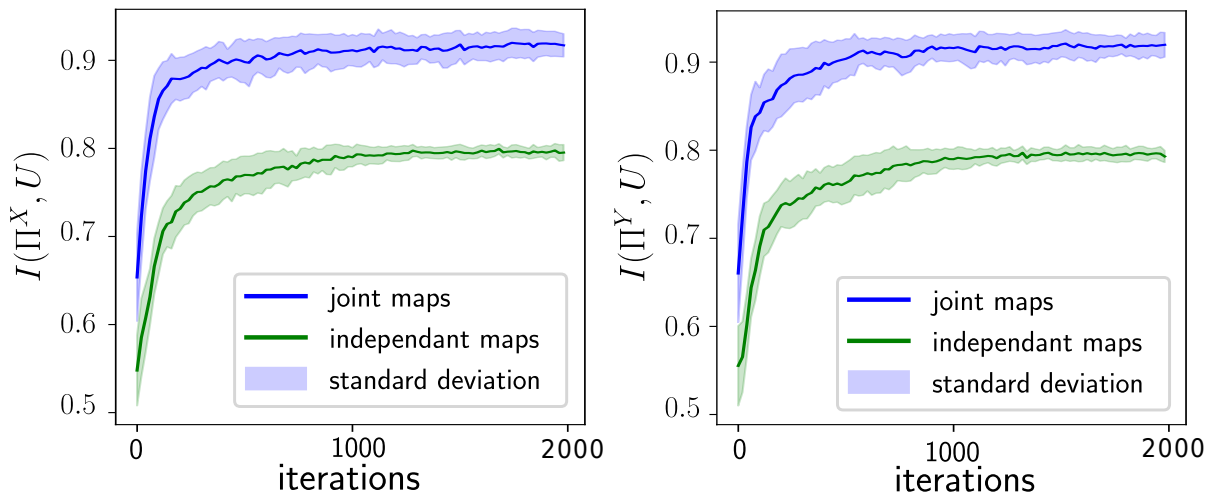 I(Π^X, U)
0.9
0.8
0.7
0.6
0.5
joint maps
independant maps
standard deviation
0
1000
2000
iterations
I(Π^Y, U)
0.9
0.8
0.7
0.6
0.5
joint maps
independant maps
standard deviation
0
1000
2000
iterations